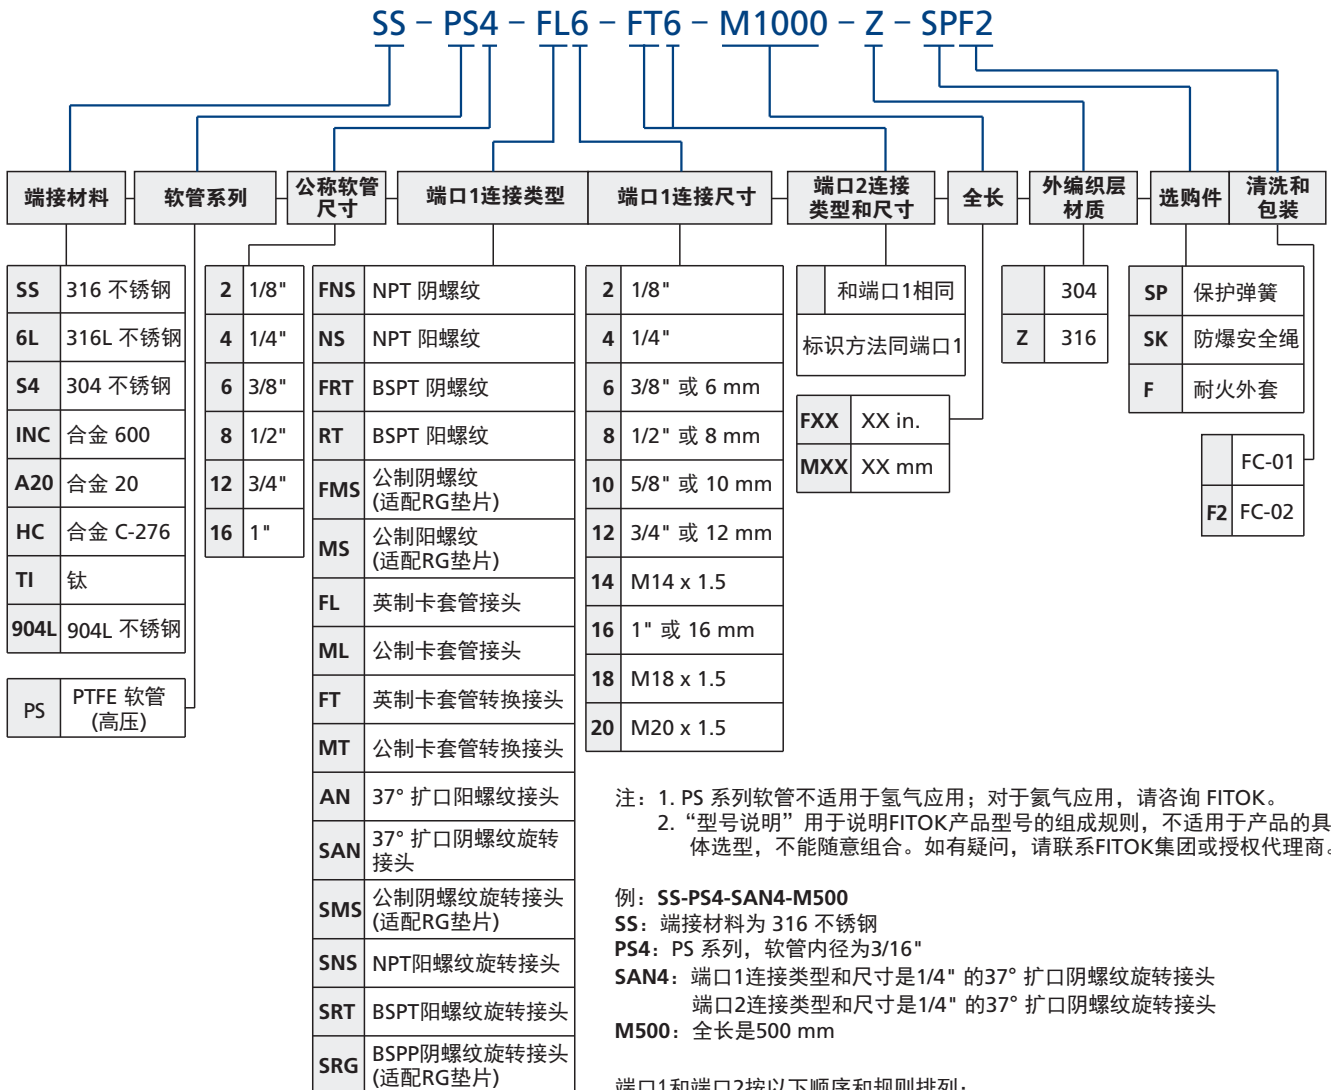 SS – PS4 – FL6 – FT6 – M1000 – Z – SPF2
端接材料
软管系列
公称软管
尺寸
端口1连接类型
端口1连接尺寸
端口2连接
类型和尺寸
全长
外编织层
材质
选购件
清洗和
包装
SS 316 不锈钢
6L 316L 不锈钢
S4 304 不锈钢
INC 合金 600
A20 合金 20
HC 合金 C-276
TI 钛
904L 904L 不锈钢
PS PTFE 软管
(高压)
2 1/8"
4 1/4"
6 3/8"
8 1/2"
12 3/4"
16 1"
FNS NPT 阴螺纹
NS NPT 阳螺纹
FRT BSPT 阴螺纹
RT BSPT 阳螺纹
FMS 公制阴螺纹
(适配RG垫片)
MS 公制阳螺纹
(适配RG垫片)
FL 英制卡套管接头
ML 公制卡套管接头
FT 英制卡套管转换接头
MT 公制卡套管转换接头
AN 37° 扩口阳螺纹接头
SAN 37° 扩口阴螺纹旋转
接头
SMS 公制阴螺纹旋转接头
(适配RG垫片)
SNS NPT阳螺纹旋转接头
SRT BSPT阳螺纹旋转接头
SRG BSPP阴螺纹旋转接头
(适配RG垫片)
2 1/8"
4 1/4"
6 3/8" 或 6 mm
8 1/2" 或 8 mm
10 5/8" 或 10 mm
12 3/4" 或 12 mm
14 M14 x 1.5
16 1" 或 16 mm
18 M18 x 1.5
20 M20 x 1.5
和端口1相同
标识方法同端口1
FXX XX in.
MXX XX mm
304
Z 316
SP 保护弹簧
SK 防爆安全绳
F 耐火外套
FC-01
F2 FC-02
注：1. PS 系列软管不适用于氢气应用；对于氦气应用，请咨询 FITOK。
2.“型号说明”用于说明FITOK产品型号的组成规则，不适用于产品的具
体选型，不能随意组合。如有疑问，请联系FITOK集团或授权代理商。
例：SS-PS4-SAN4-M500
SS：端接材料为 316 不锈钢
PS4：PS 系列，软管内径为3/16"
SAN4：端口1连接类型和尺寸是1/4" 的37° 扩口阴螺纹旋转接头
端口2连接类型和尺寸是1/4" 的37° 扩口阴螺纹旋转接头
M500：全长是500 mm
端口1和端口2按以下顺序和规则排列：